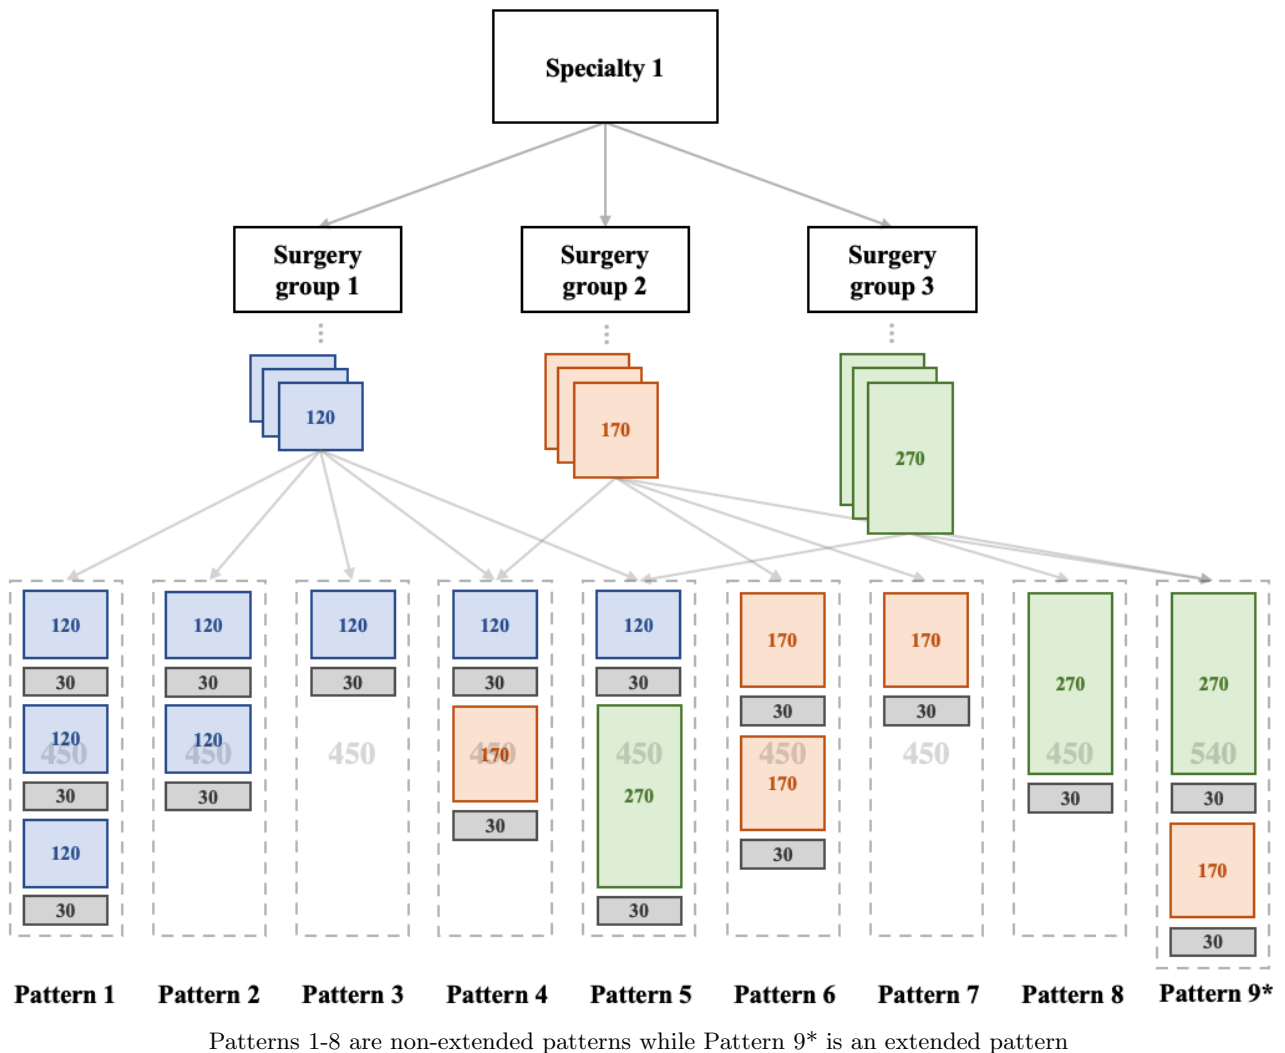 Specialty 1
Surgery
group 1
Surgery
group 2
Surgery
group 3
120
170
270
120
30
120
30
120
30
450
Pattern 1
120
30
120
30
450
Pattern 2
120
30
450
Pattern 3
120
30
170
30
450
Pattern 4
120
30
270
30
450
Pattern 5
170
30
170
30
450
Pattern 6
170
30
450
Pattern 7
270
30
450
Pattern 8
270
30
170
30
540
Pattern 9*
Patterns 1-8 are non-extended patterns while Pattern 9* is an extended pattern